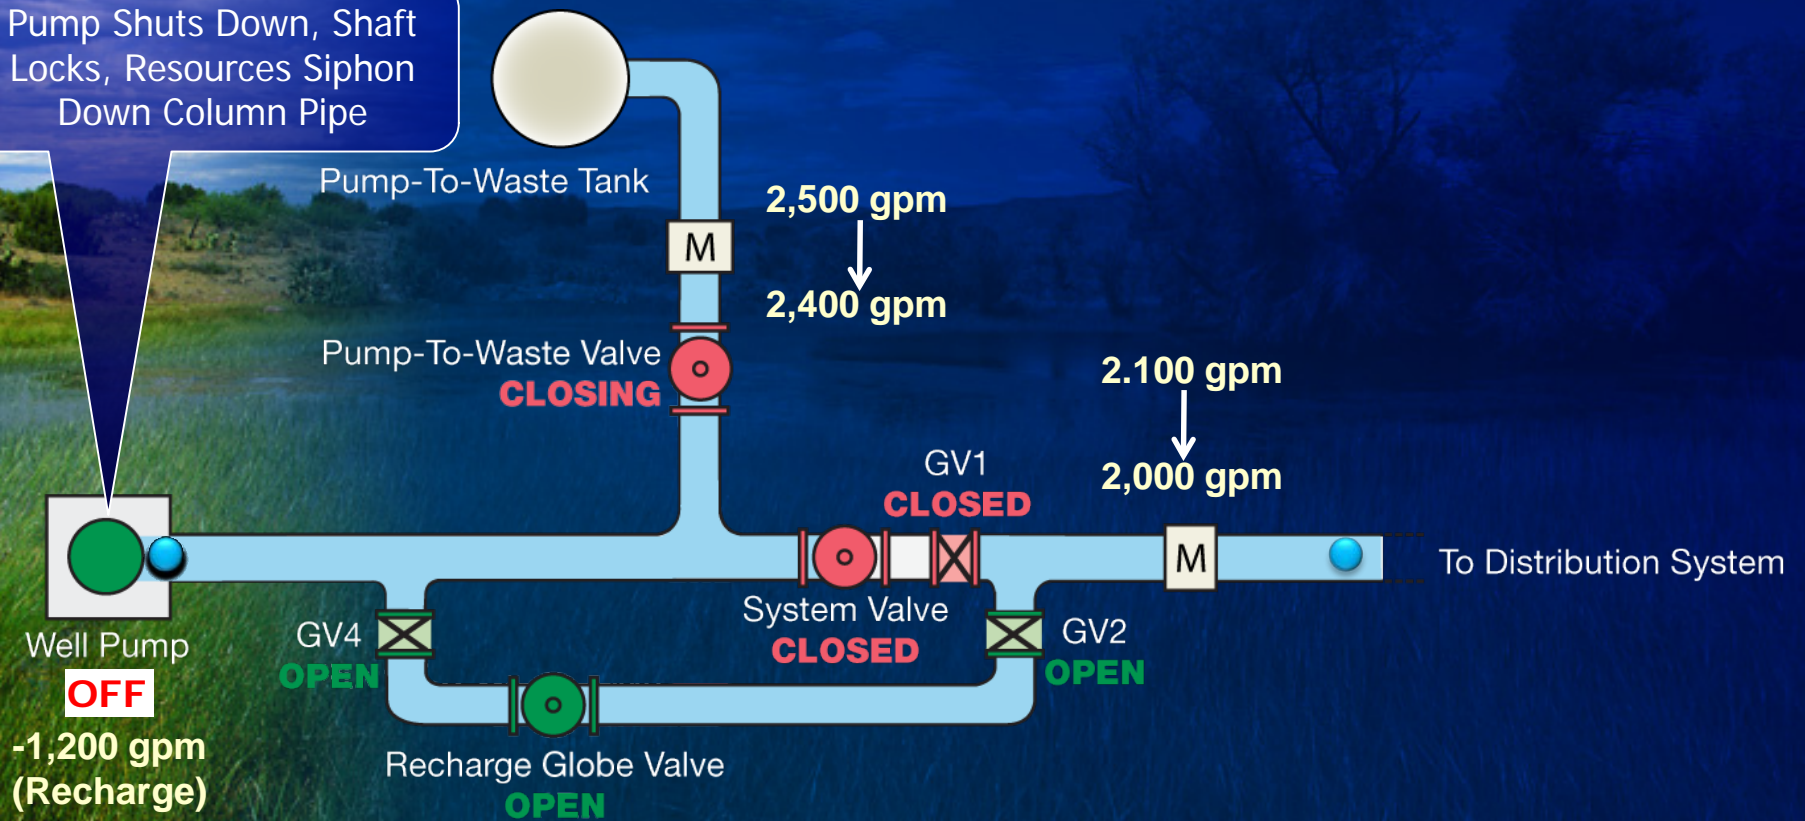 Pump Shuts Down, Shaft
Locks, Resources Siphon
Down Column Pipe
Pump-To-Waste Tank
M
2,500 gpm
2,400 gpm
Pump-To-Waste Valve
CLOSING
2.100 gpm
2,000 gpm
GV1
CLOSED
M
To Distribution System
System Valve
CLOSED
GV4
OPEN
GV2
OPEN
Well Pump
OFF
-1,200 gpm
(Recharge)
Recharge Globe Valve
OPEN